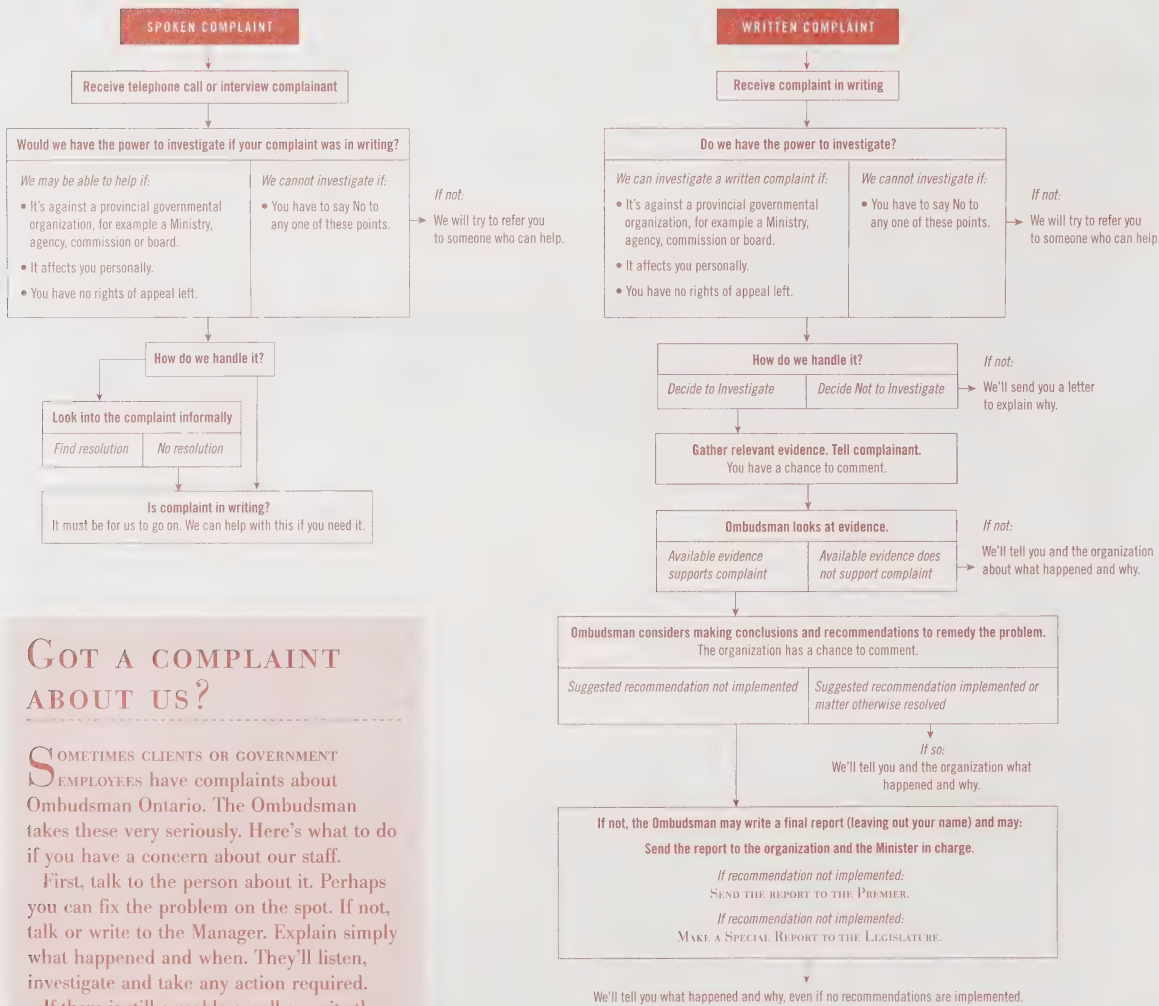 SPOKEN COMPLAINT
Receive telephone call or interview complainant
Would we have the power to investigate if your complaint was in writing?
We may be able to help if:
• It's against a provincial governmental
organization, for example a Ministry,
agency, commission or board.
• It affects you personally.
• You have no rights of appeal left.
We cannot investigate if:
• You have to say No to
any one of these points.
If not:
We will try to refer you
to someone who can help.
How do we handle it?
Look into the complaint informally
Find resolution
No resolution
Is complaint in writing?
It must be for us to go on. We can help with this if you need it.
GOT A COMPLAINT
ABOUT US?
SOMETIMES CLIENTS OR GOVERNMENT
EMPLOYEES have complaints about
Ombudsman Ontario. The Ombudsman
takes these very seriously. Here's what to do
if you have a concern about our staff.
First, talk to the person about it. Perhaps
you can fix the problem on the spot. If not,
talk or write to the Manager. Explain simply
what happened and when. They'll listen,
investigate and take any action required.
WRITTEN COMPLAINT
Receive complaint in writing
Do we have the power to investigate?
We can investigate a written complaint if:
• It's against a provincial governmental
organization, for example a Ministry,
agency, commission or board.
• It affects you personally.
• You have no rights of appeal left.
We cannot investigate if:
• You have to say No to
any one of these points.
If not:
We will try to refer you
to someone who can help.
How do we handle it?
Decide to Investigate
Decide Not to Investigate
If not:
We'll send you a letter
to explain why.
Gather relevant evidence. Tell complainant.
You have a chance to comment.
Ombudsman looks at evidence.
Available evidence
supports complaint
Available evidence does
not support complaint
If not:
We'll tell you and the organization
about what happened and why.
Ombudsman considers making conclusions and recommendations to remedy the problem.
The organization has a chance to comment.
Suggested recommendation not implemented
Suggested recommendation implemented or
matter otherwise resolved
If so:
We'll tell you and the organization what
happened and why.
If not, the Ombudsman may write a final report (leaving out your name) and may:
Send the report to the organization and the Minister in charge.
If recommendation not implemented:
SEND THE REPORT TO THE PREMIER.
If recommendation not implemented:
MAKE A SPECIAL REPORT TO THE LEGISLATURE.
We'll tell you what happened and why, even if no recommendations are implemented.